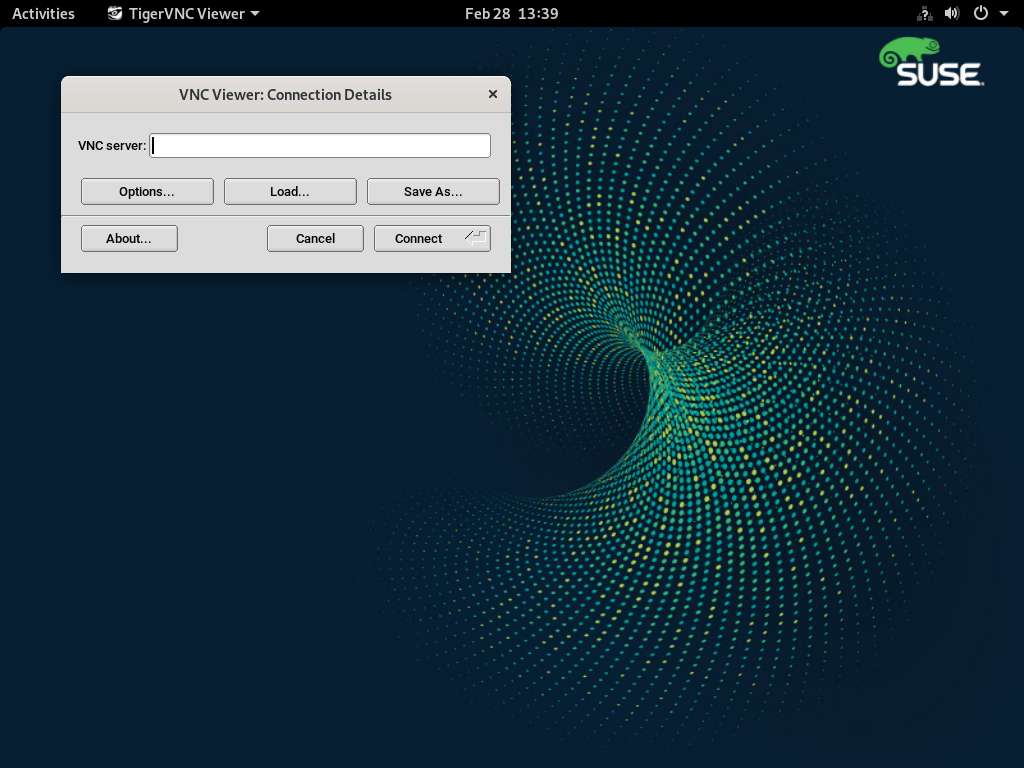 Activities TigerVNC Viewer Feb 28 13:39
SUSE
VNC Viewer: Connection Details
VNC server:
Options... Load... Save As...
About... Cancel Connect